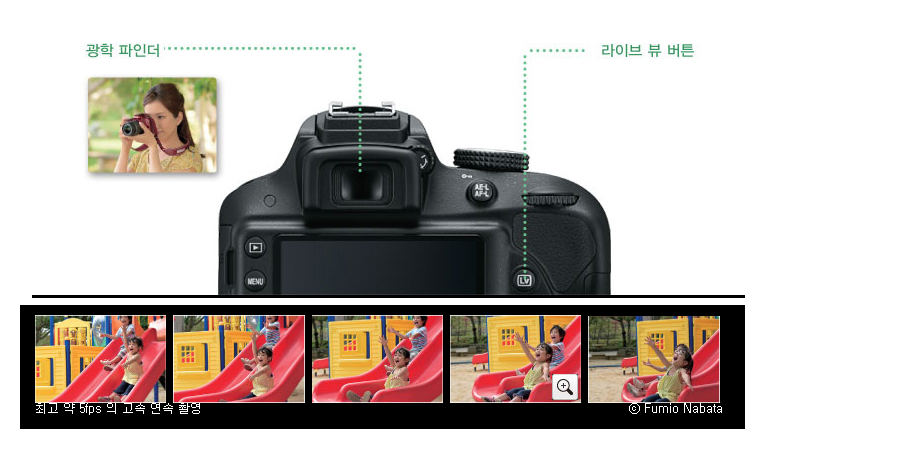 광학 파인더
라이브 뷰 버튼
AE-L
AF-L
MENU
LV
최고 약 5fps 의 고속 연속 촬영
ⓒ Fumio Nabata